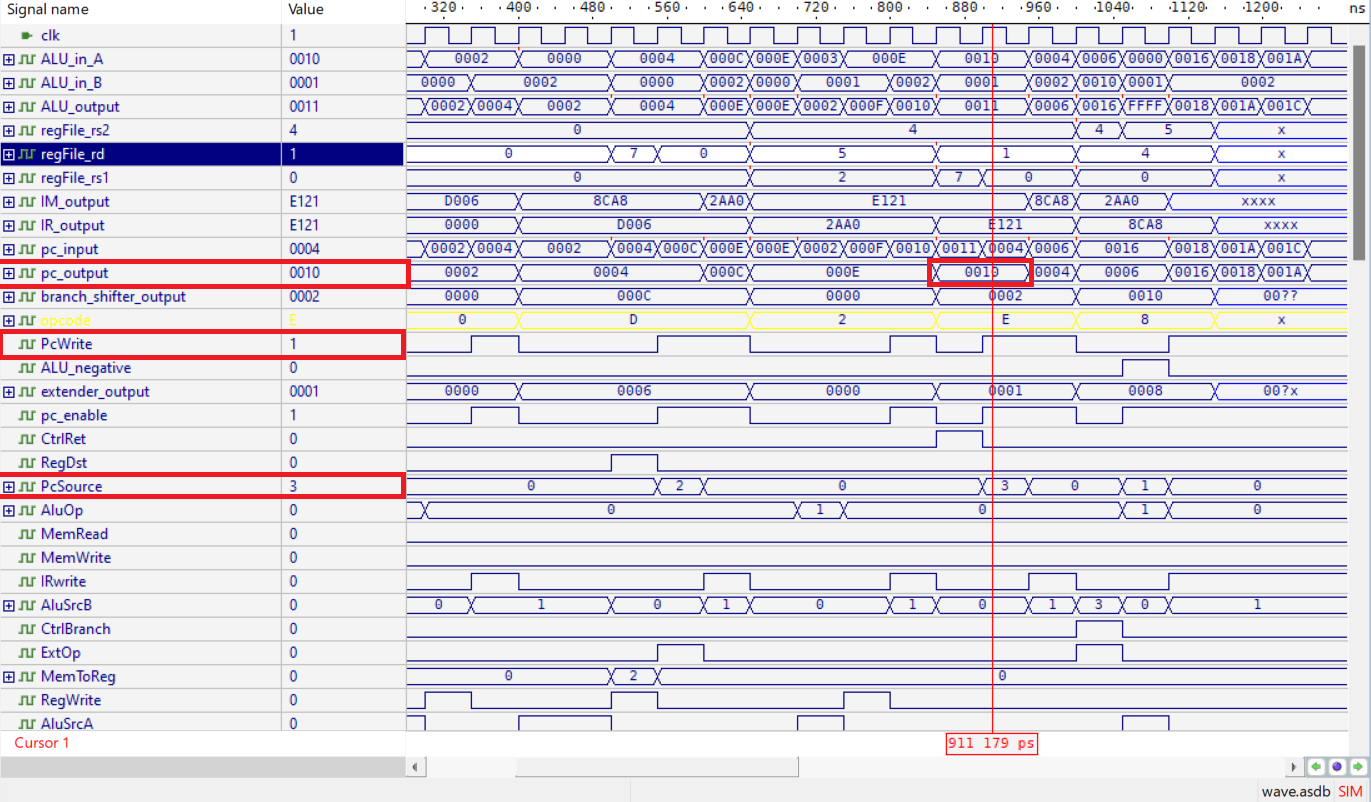 Signal name Value 320 400 480 560 640 720 800 880 960 1040 1120 1200 ns
clk 1
ALU_in_A 0010 0002 0004 000C 000E 0003 000E 0010 0004 0006 0000 0016 0018 001A
ALU_in_B 0001 0000 0002 0000 0002 0000 0001 0002 0001 0002 0010 0001 0002
ALU_output 0011 0002 0004 0002 0004 000E 000E 0002 000F 0010 0011 0006 0016 FFFF 0018 001A 001C
regFile_rs2 4 0 4 4 5 x
regFile_rd 1 0 7 0 5 1 4 x
regFile_rs1 0 0 2 7 0 0 x
IM_output E121 D006 8CA8 2AA0 E121 8CA8 2AA0 xxxx
IR_output E121 0000 D006 2AA0 E121 8CA8 xxxx
pc_input 0004 0002 0004 0002 0004 000C 000E 000E 0002 000F 0010 0011 0004 0006 0016 0018 001A 001C
pc_output 0010 0002 0004 000C 000E 0010 0004 0006 0016 0018 001A
branch_shifter_output 0002 0000 000C 0000 0002 0010 00??
opcode E 0 D 2 E 8 x
PcWrite 1
ALU_negative 0
extender_output 0001 0000 0006 0000 0001 0008 00?x
pc_enable 1
CtrlRet 0
RegDst 0
PcSource 3 0 2 0 3 0 1 0
AluOp 0 0 1 0 1 0
MemRead 0
MemWrite 0
IRwrite 0
AluSrcB 0 0 1 0 1 0 1 0 1 3 0 1
CtrlBranch 0
ExtOp 0
MemToReg 0 0 2 0
RegWrite 0
AluSrcA 0
Cursor 1 911 179 ps
wave.asdb SIM